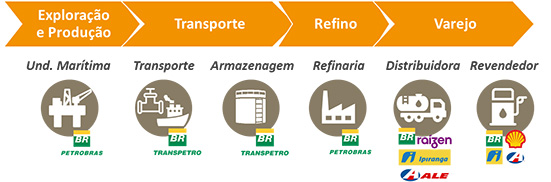 Exploração
e Produção
Transporte
Refino
Varejo
Und. Marítima
Transporte
Armazenagem
Refinaria
Distribuidora
Revendedor
BR
PETROBRAS
BR
TRANSPETRO
BR
TRANSPETRO
BR
PETROBRAS
BR
raízen
Ipiranga
ALE
BR